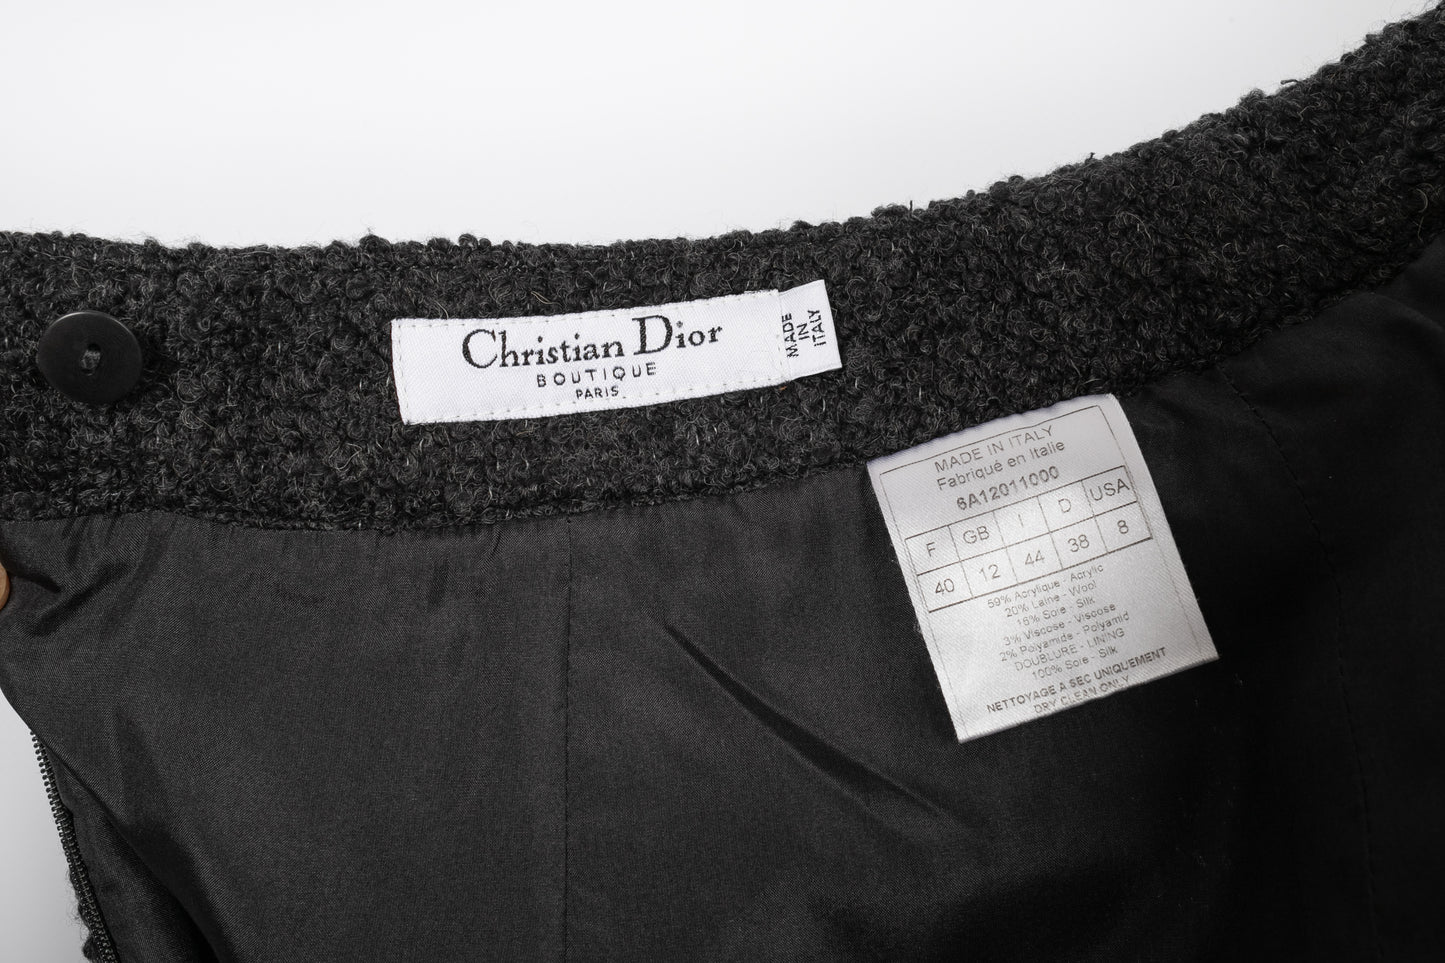 Christian Dior
BOUTIQUE
PARIS
MADE
IN
ITALY
MADE IN ITALY
Fabriqué en Italie
6A12011000
F GB I D USA
40 12 44 38 8
59% Acrylique - Acrylic
20% Laine - Wool
16% Soie - Silk
3% Viscose - Viscose
2% Polyamide - Polyamid
DOUBLURE - LINING
100% Soie - Silk
NETTOYAGE A SEC UNIQUEMENT
DRY CLEAN ONLY